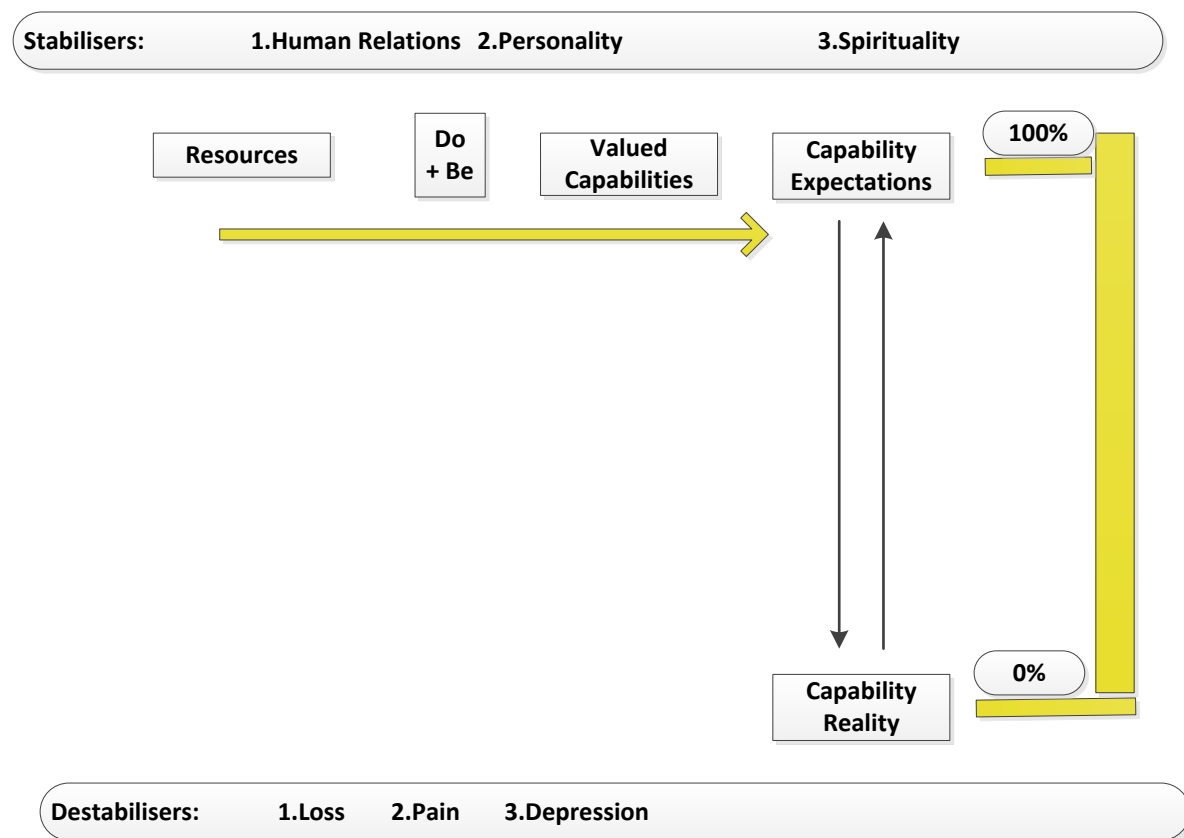 Stabilisers: 1.Human Relations 2.Personality 3.Spirituality
Resources
Do
+ Be
Valued
Capabilities
Capability
Expectations
100%
Capability
Reality
0%
Destabilisers: 1.Loss 2.Pain 3.Depression